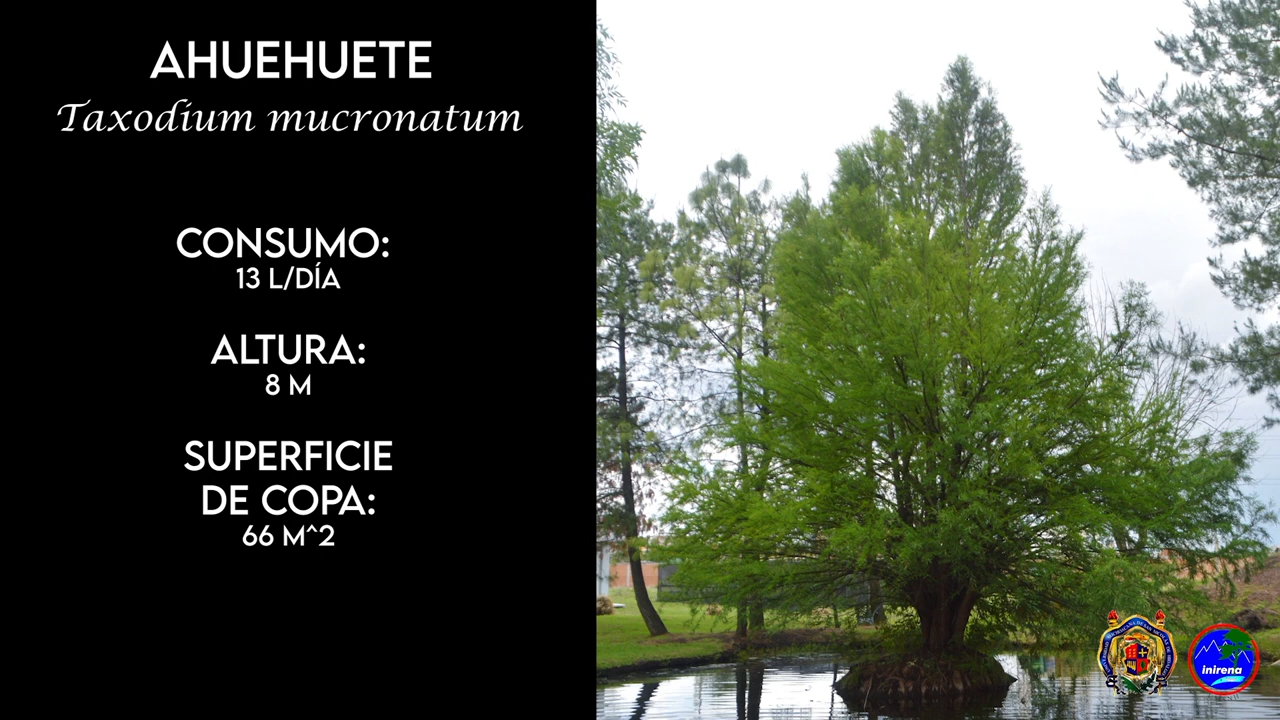 AHUEHUETE
Taxodium mucronatum
CONSUMO:
13 L/DÍA
ALTURA:
8 M
SUPERFICIE
DE COPA:
66 M^2
inirena